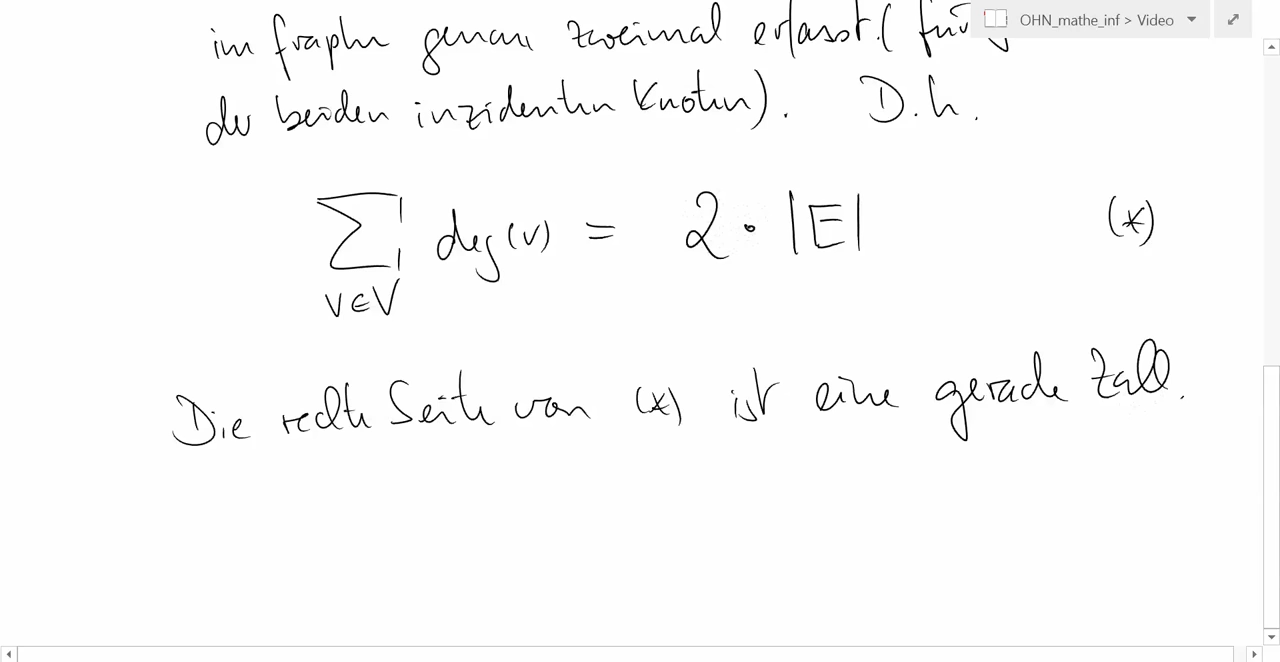 OHN_mathe_inf > Video
im Graph genau zweimal erfasst. (für
der beiden inzidenten Knoten). D.h.
∑ deg(v) = 2 · |E| (*)
v∈V
Die rechte Seite von (*) ist eine gerade Zahl.